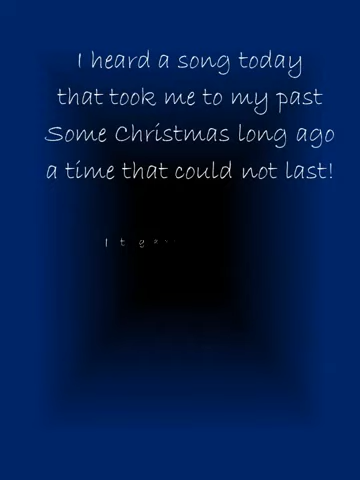 I heard a song today
that took me to my past
Some Christmas long ago
a time that could not last!
I t g